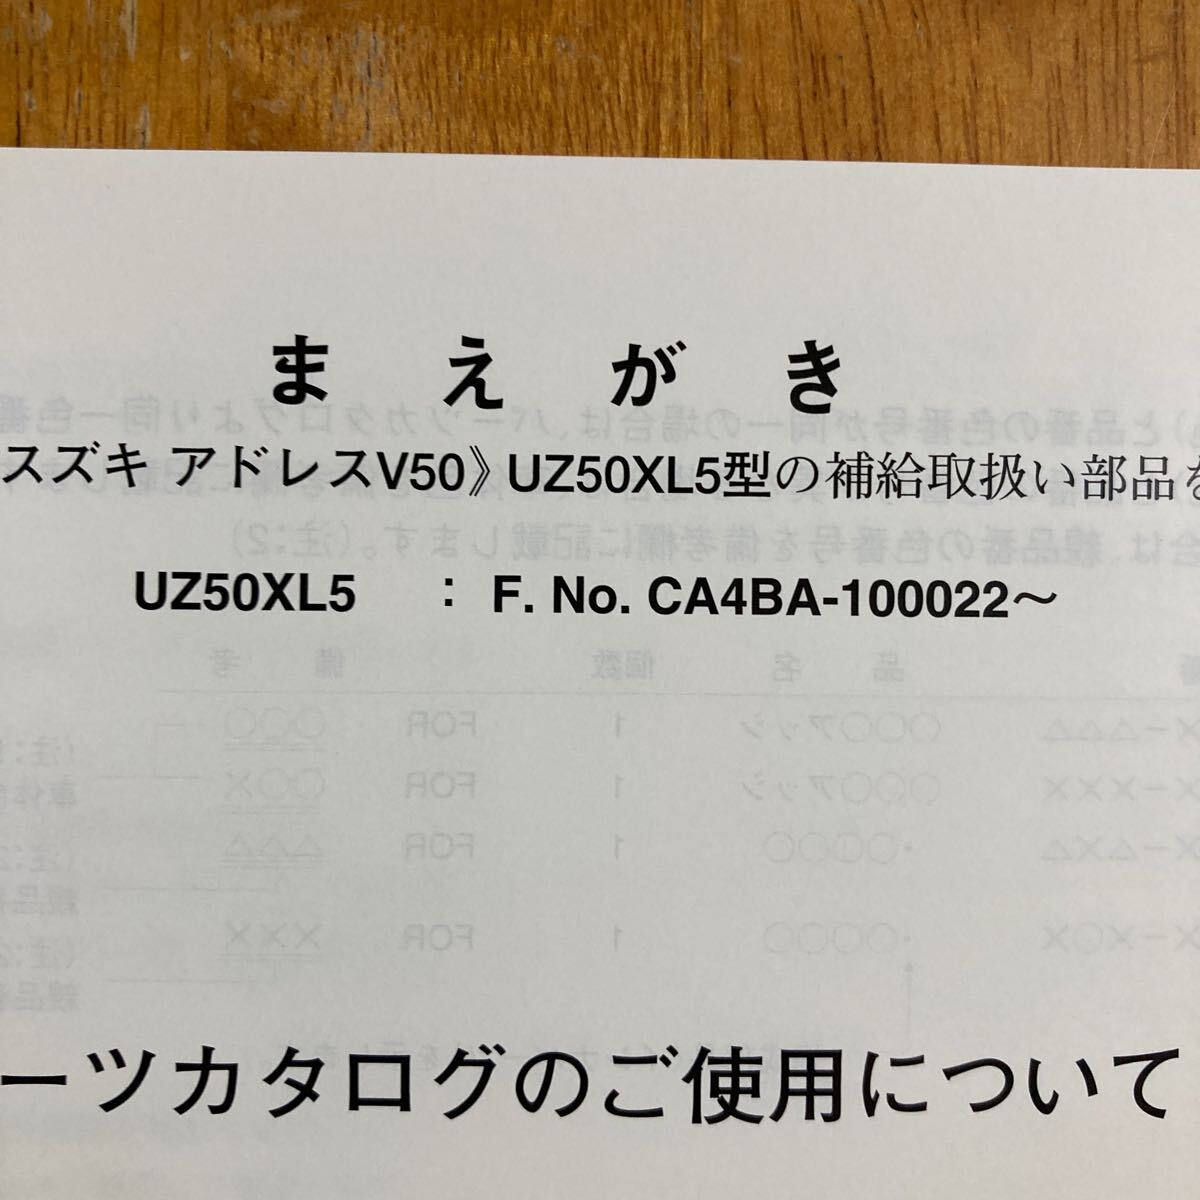 まえがき
スズキ アドレスV50》UZ50XL5型の補給取扱い部品を
UZ50XL5 : F. No. CA4BA-100022～
ーツカタログのご使用について